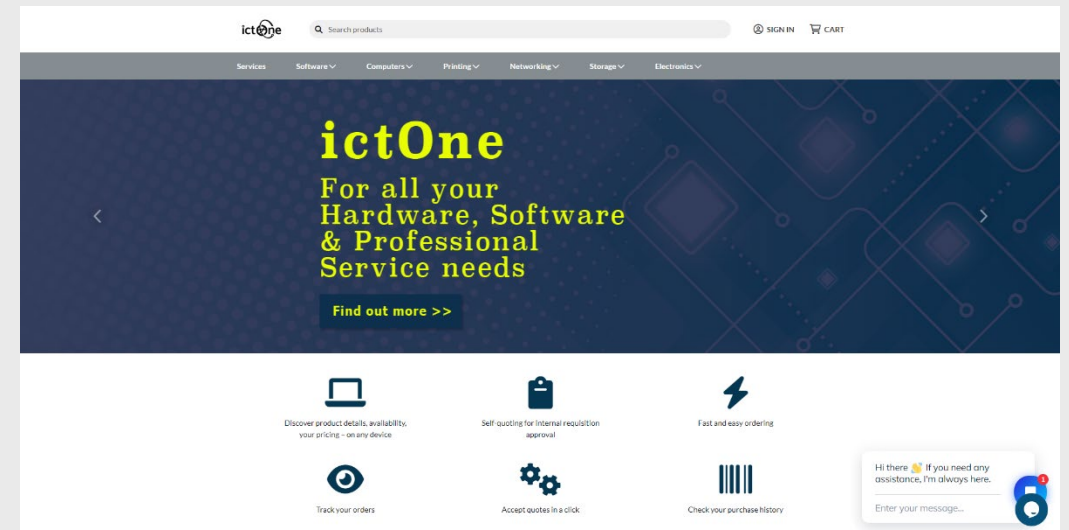 ictOne
Search products
SIGN IN
CART
Services
Software
Computers
Printing
Networking
Storage
Electronics
ictOne
For all your
Hardware, Software
& Professional
Service needs
Find out more >>
Discover product details, availability,
your pricing – on any device
Self-quoting for internal requisition
approval
Fast and easy ordering
Track your orders
Accept quotes in a click
Check your purchase history
Hi there 👋 If you need any
assistance, I'm always here.
1
Enter your message...